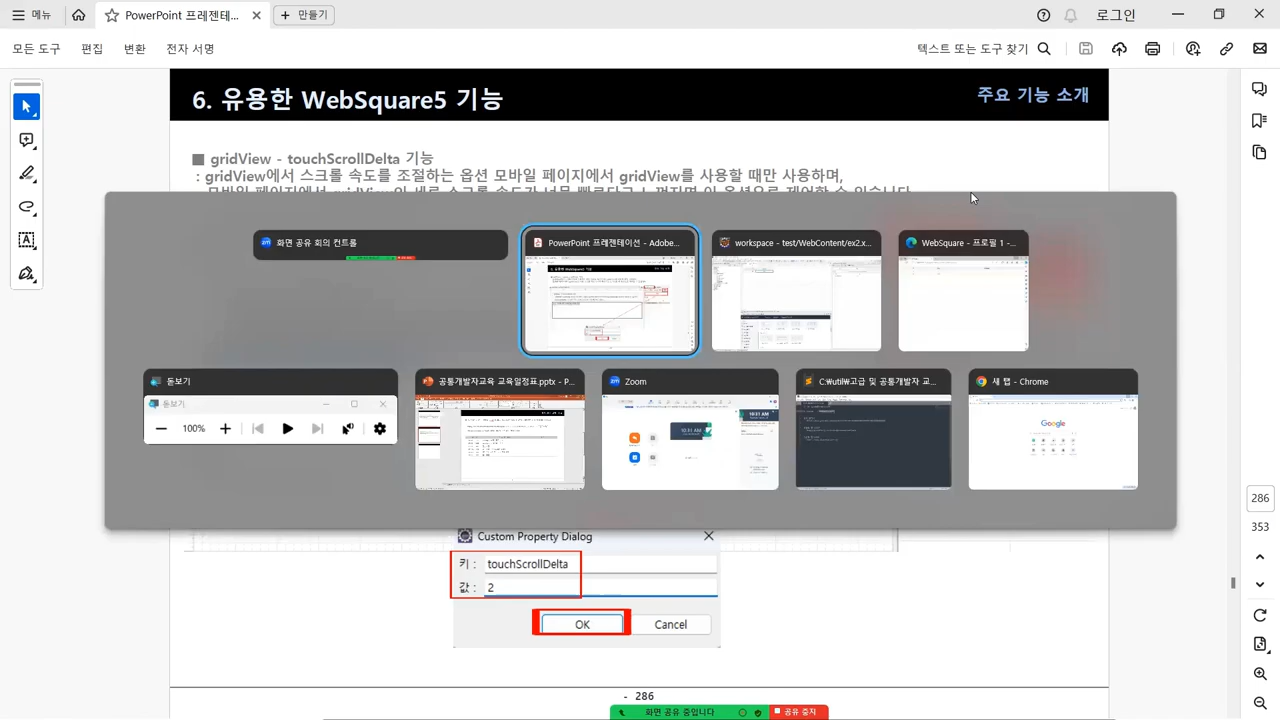 메뉴
PowerPoint 프레젠테...
만들기
로그인
모든 도구
편집
변환
전자 서명
텍스트 또는 도구 찾기
6. 유용한 WebSquare5 기능
주요 기능 소개
■ gridView - touchScrollDelta 기능
: gridView에서 스크롤 속도를 조절하는 옵션 모바일 페이지에서 gridView를 사용할 때만 사용하며,
화면 공유 회의 컨트롤
PowerPoint 프레젠테이션 - Adobe...
workspace - test/WebContent/ex2.x...
WebSquare - 프로필 1 -...
돋보기
돋보기
100%
공통개발자교육 교육일정표.pptx - P...
Zoom
10:31 AM
C:₩util₩고급 및 공통개발자 교...
새 탭 - Chrome
Google
Custom Property Dialog
키 : touchScrollDelta
값 : 2
OK
Cancel
286
353
- 286
화면 공유 중입니다
공유 중지